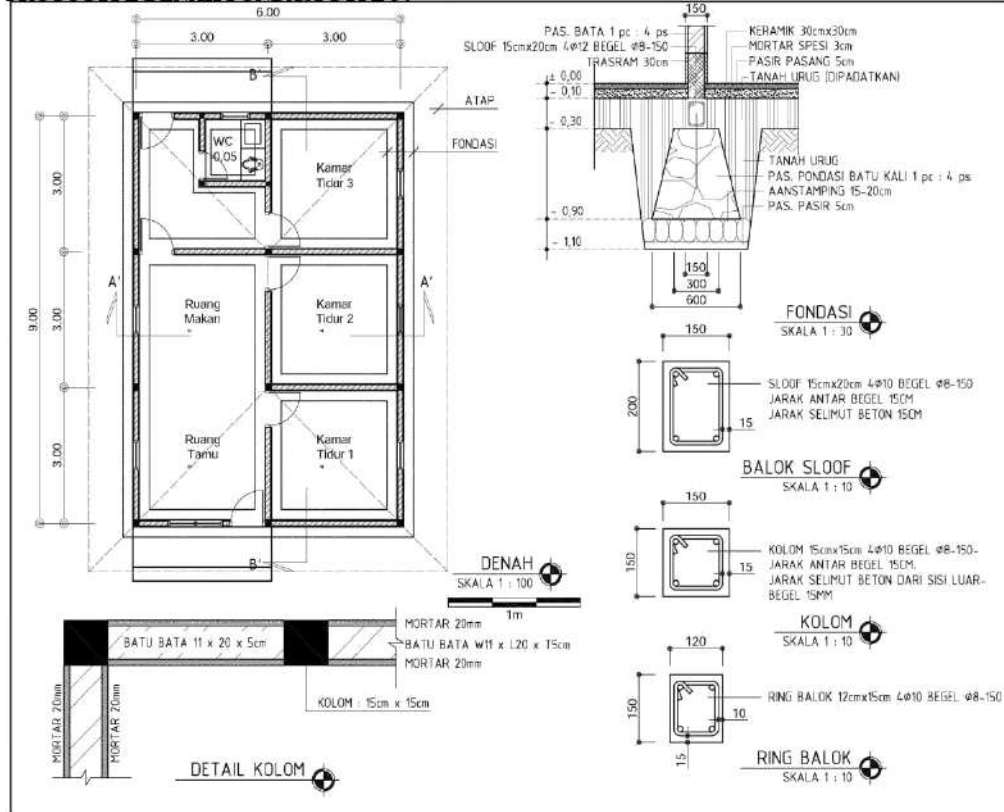 6.00
3.00
3.00
B'
ATAP
FONDASI
WC
-0,05
Kamar
Tidur 3
3.00
A'
Ruang
Makan
Kamar
Tidur 2
A'
9.00
3.00
3.00
Ruang
Tamu
Kamar
Tidur 1
B'
DENAH
SKALA 1 : 100
1m
150
PAS. BATA 1 pc : 4 ps
SLOOF 15cmx20cm 4ø12 BEGEL ø8-150
TRASRAM 30cm
KERAMIK 30cmx30cm
MORTAR SPESI 3cm
PASIR PASANG 5cm
TANAH URUG (DIPADATKAN)
± 0,00
- 0,10
- 0,30
TANAH URUG
PAS. PONDASI BATU KALI 1 pc : 4 ps
AANSTAMPING 15-20cm
PAS. PASIR 5cm
- 0,90
- 1,10
150
300
600
FONDASI
SKALA 1 : 30
150
200
SLOOF 15cmx20cm 4ø10 BEGEL ø8-150
JARAK ANTAR BEGEL 15CM
JARAK SELIMUT BETON 15CM
15
BALOK SLOOF
SKALA 1 : 10
150
150
KOLOM 15cmx15cm 4ø10 BEGEL ø8-150-
JARAK ANTAR BEGEL 15CM.
JARAK SELIMUT BETON DARI SISI LUAR-
BEGEL 15MM
15
KOLOM
SKALA 1 : 10
120
150
RING BALOK 12cmx15cm 4ø10 BEGEL ø8-150
10
15
RING BALOK
SKALA 1 : 10
MORTAR 20mm
BATU BATA 11 x 20 x 5cm
BATU BATA W11 x L20 x T5cm
MORTAR 20mm
KOLOM : 15cm x 15cm
MORTAR 20mm
MORTAR 20mm
DETAIL KOLOM